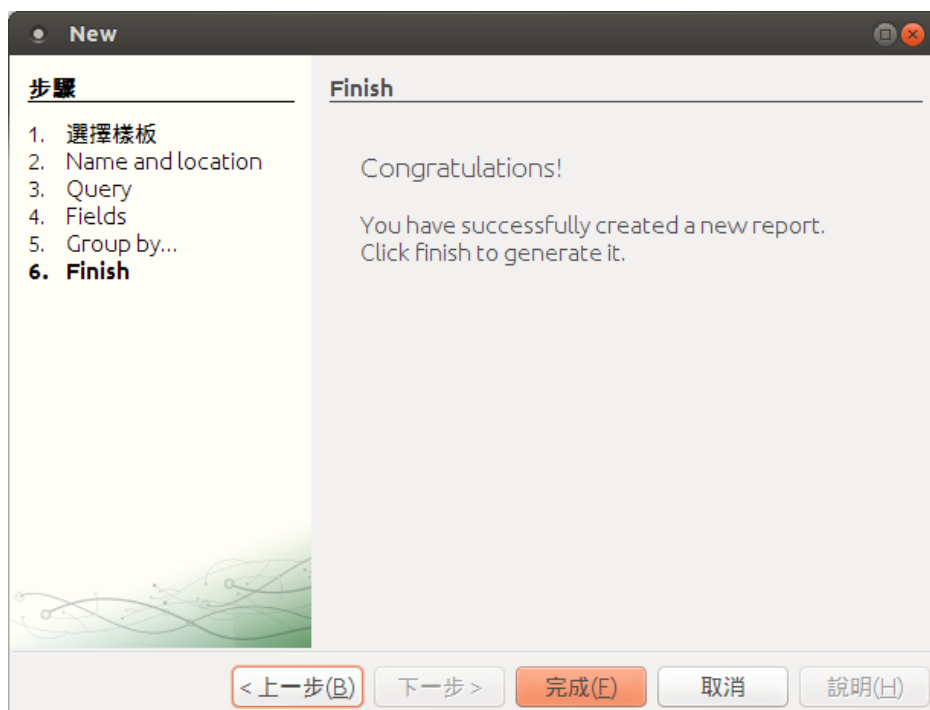 New
步驟
1. 選擇樣板
2. Name and location
3. Query
4. Fields
5. Group by...
6. Finish
Finish
Congratulations!
You have successfully created a new report.
Click finish to generate it.
< 上一步(B)
下一步 >
完成(F)
取消
說明(H)